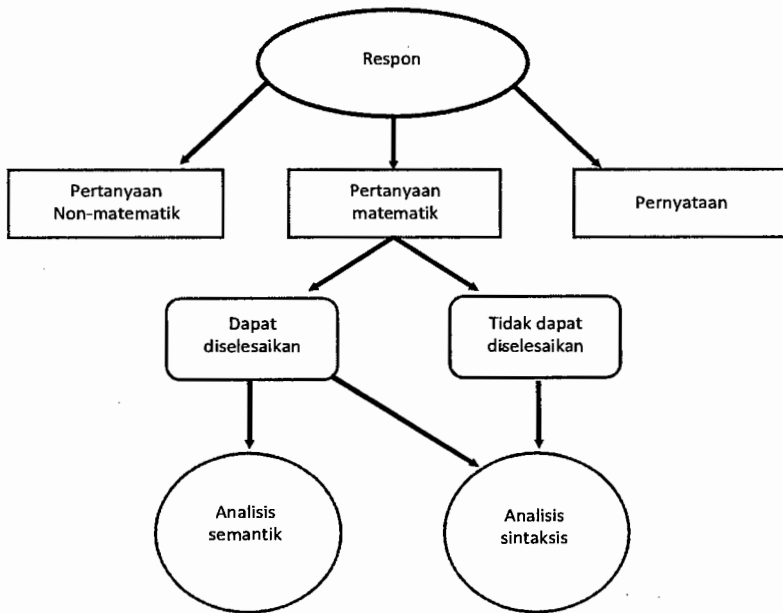 Respon
Pertanyaan
Non-matematik
Pertanyaan
matematik
Pernyataan
Dapat
diselesaikan
Tidak dapat
diselesaikan
Analisis
semantik
Analisis
sintaksis